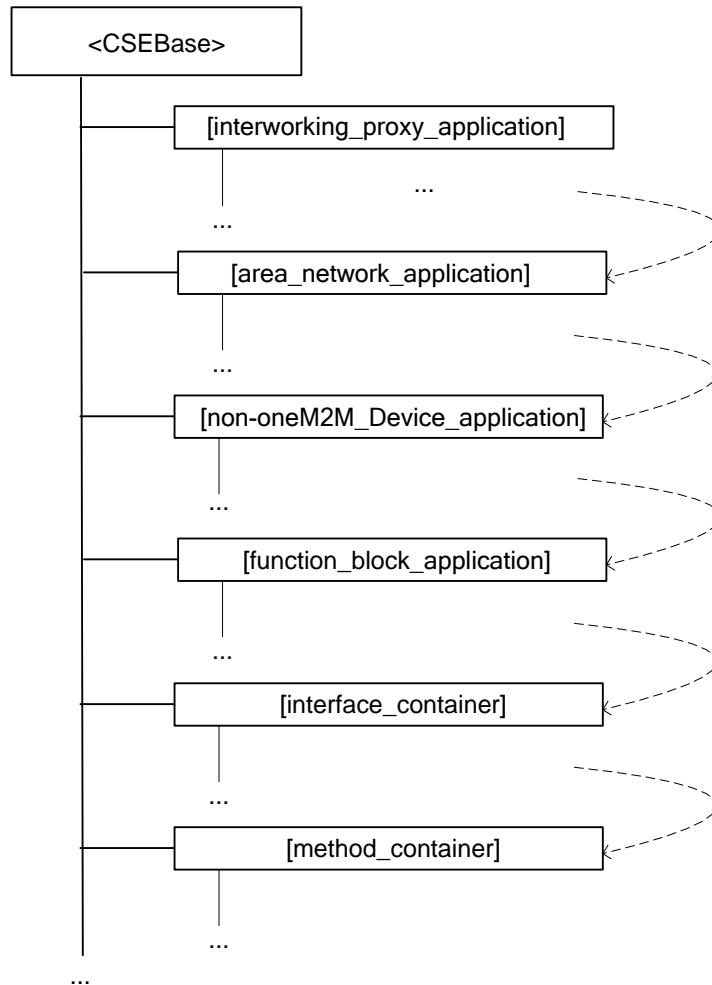 <CSEBase>
[interworking_proxy_application]
...
...
[area_network_application]
...
[non-oneM2M_Device_application]
...
[function_block_application]
...
[interface_container]
...
[method_container]
...
...